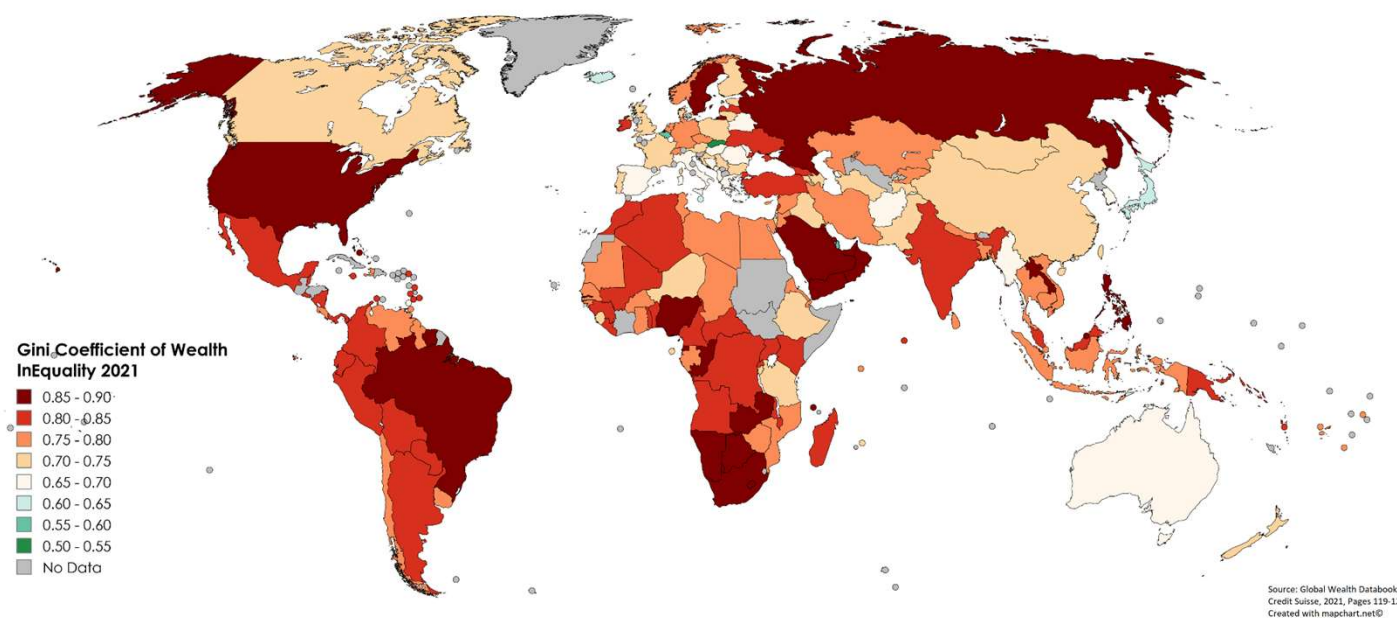 Gini Coefficient of Wealth
InEquality 2021
0.85 - 0.90
0.80 - 0.85
0.75 - 0.80
0.70 - 0.75
0.65 - 0.70
0.60 - 0.65
0.55 - 0.60
0.50 - 0.55
No Data
Source: Global Wealth Databook
Credit Suisse, 2021, Pages 119-12
Created with mapchart.net©